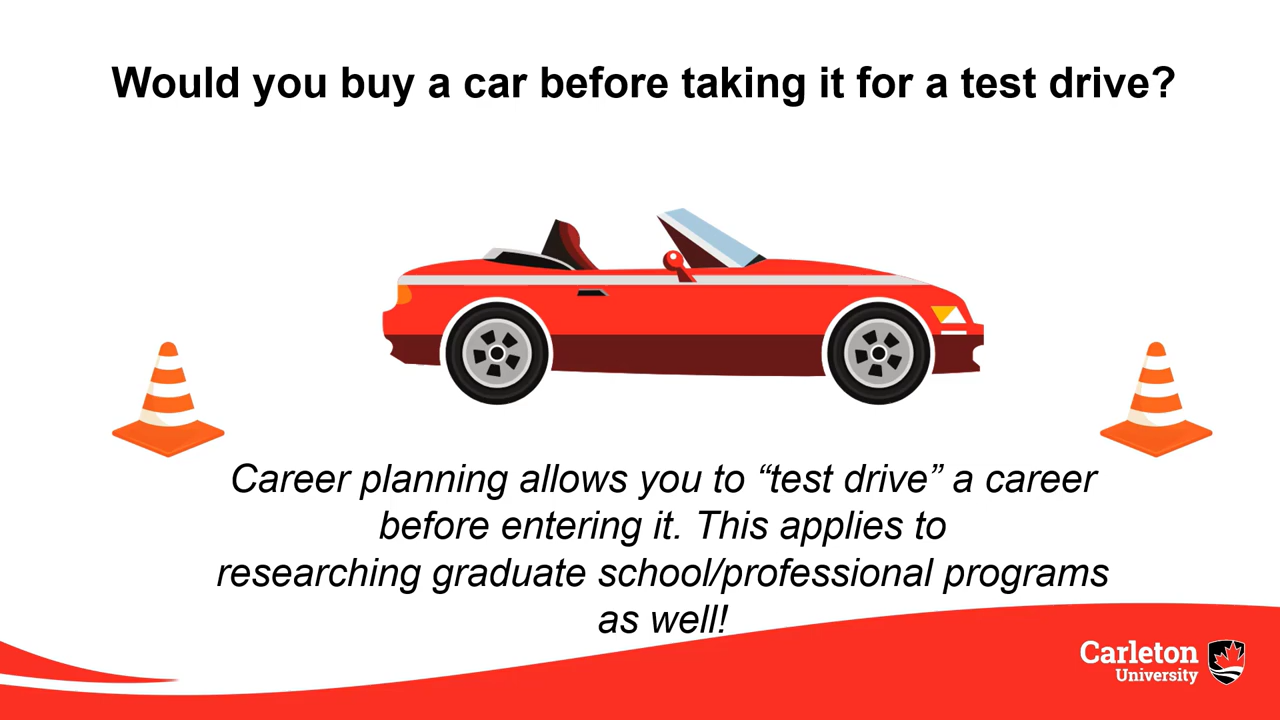 Would you buy a car before taking it for a test drive?
Career planning allows you to “test drive” a career
before entering it. This applies to
researching graduate school/professional programs
as well!
Carleton
University